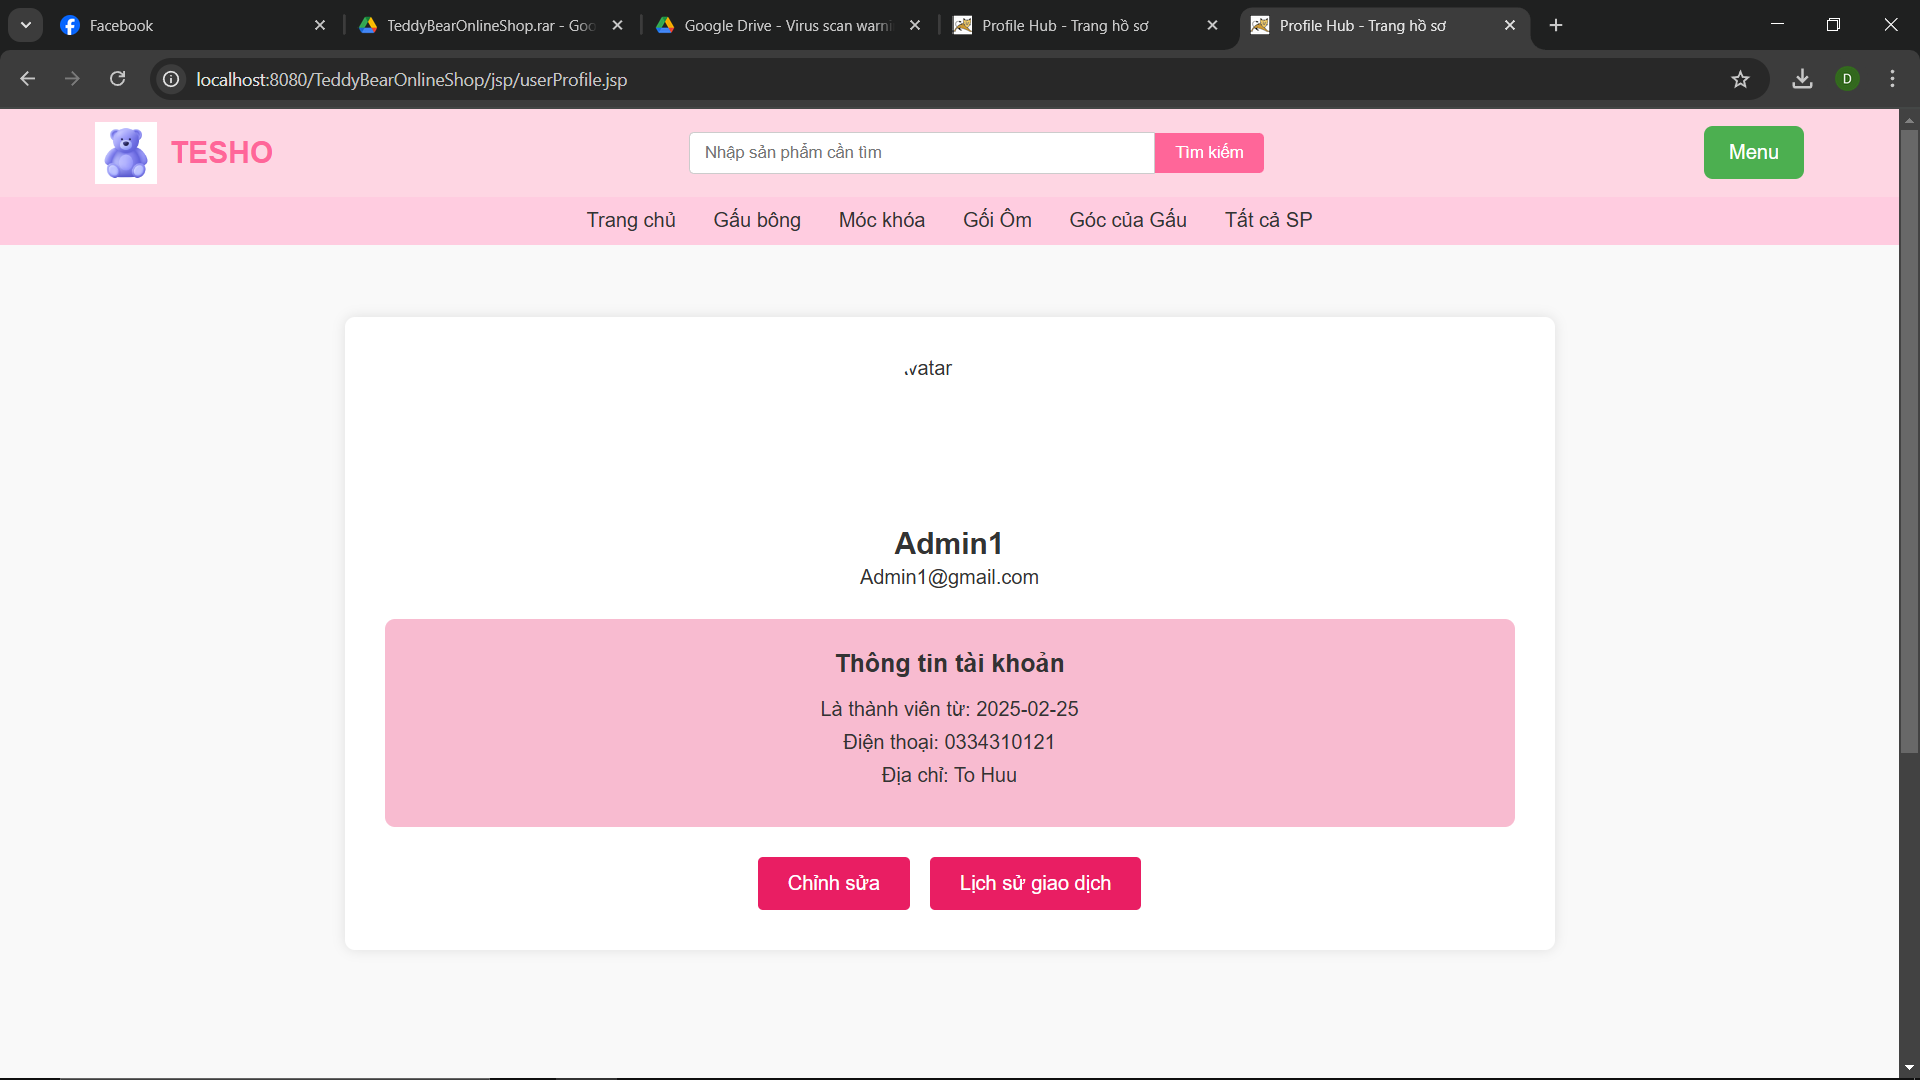 Facebook
TeddyBearOnlineShop.rar - Goo
Google Drive - Virus scan warni
Profile Hub - Trang hồ sơ
Profile Hub - Trang hồ sơ
localhost:8080/TeddyBearOnlineShop/jsp/userProfile.jsp
D
TESHO
Nhập sản phẩm cần tìm
Tìm kiếm
Menu
Trang chủ
Gấu bông
Móc khóa
Gối Ôm
Góc của Gấu
Tất cả SP
vatar
Admin1
Admin1@gmail.com
Thông tin tài khoản
Là thành viên từ: 2025-02-25
Điện thoại: 0334310121
Địa chỉ: To Huu
Chỉnh sửa
Lịch sử giao dịch